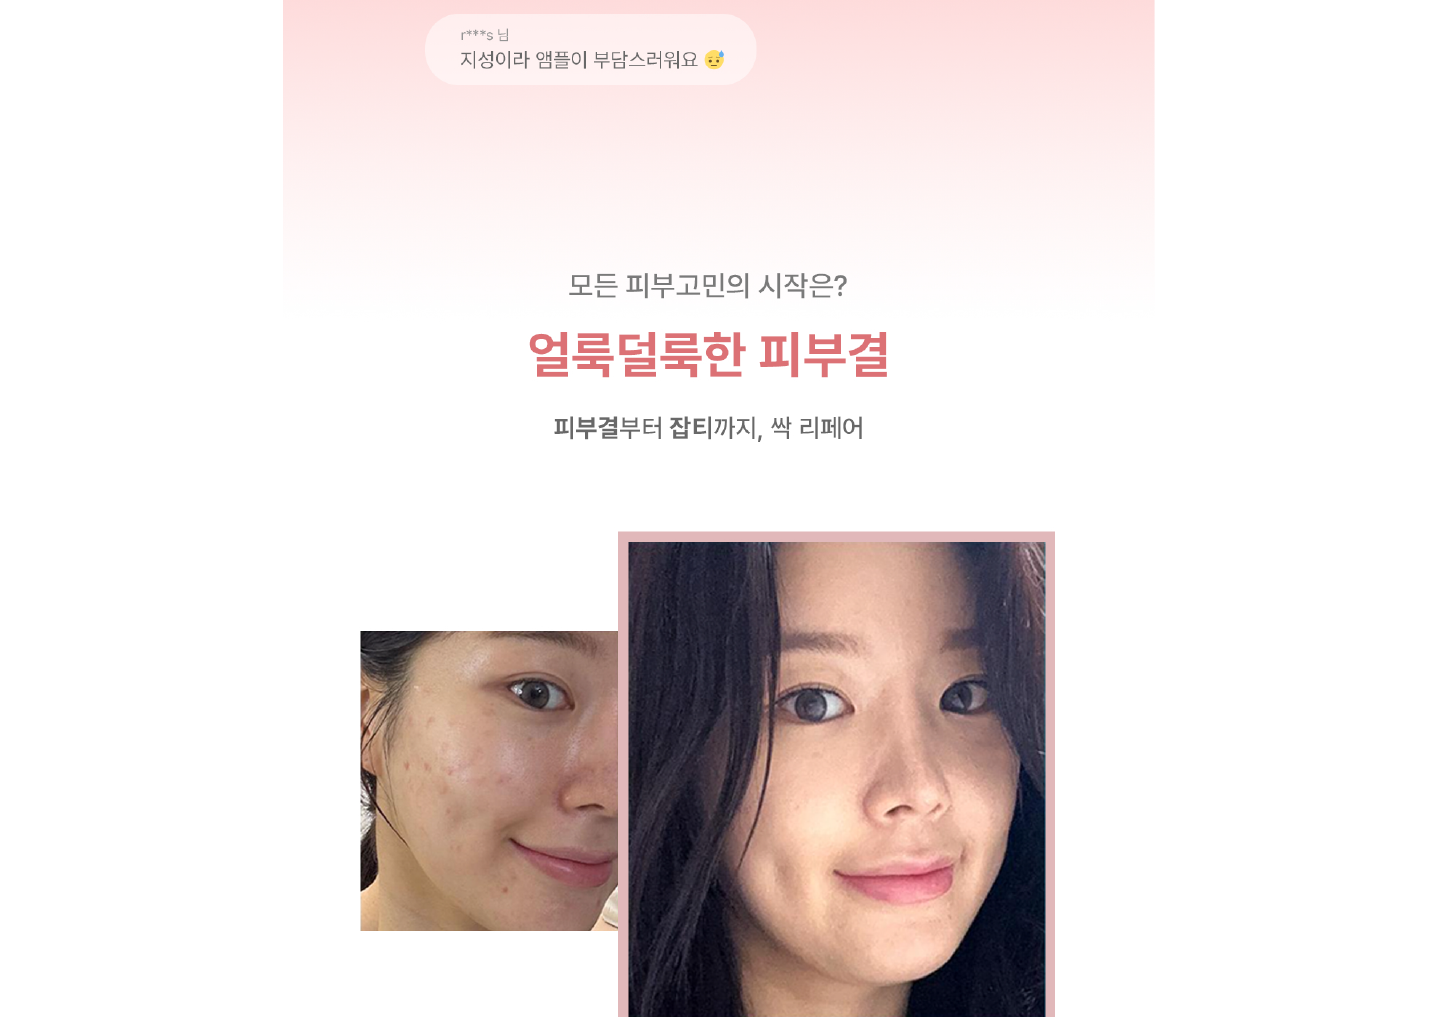 r***s 님
지성이라 앰플이 부담스러워요 😓
모든 피부고민의 시작은?
얼룩덜룩한 피부결
피부결부터 잡티까지, 싹 리페어